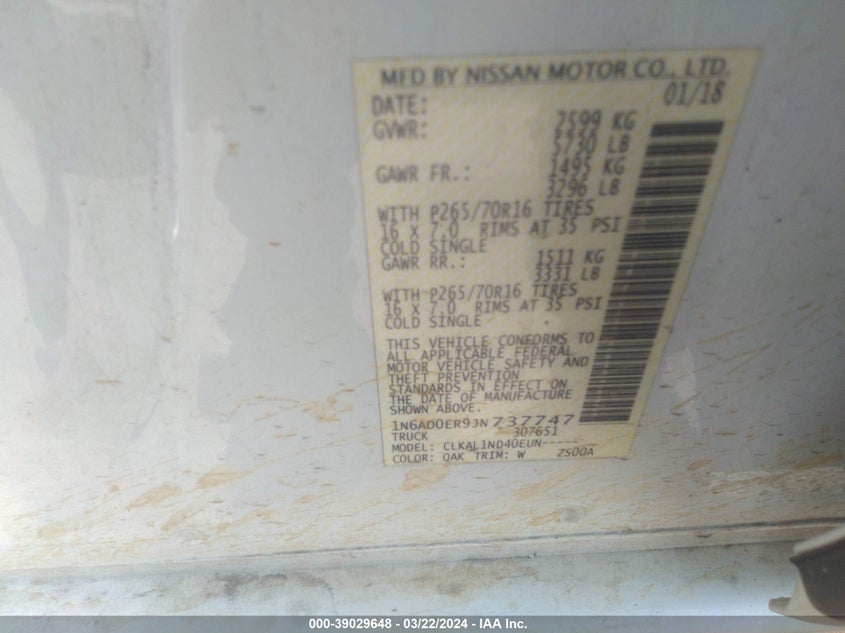 MFD BY NISSAN MOTOR CO., LTD.
DATE: 01/18
GVWR: 2599 KG
5730 LB
GAWR FR.: 1495 KG
3296 LB
WITH P265/70R16 TIRES
16 X 7.0 RIMS AT 35 PSI
COLD SINGLE
GAWR RR.: 1511 KG
3331 LB
WITH P265/70R16 TIRES
16 X 7.0 RIMS AT 35 PSI
COLD SINGLE
THIS VEHICLE CONFORMS TO
ALL APPLICABLE FEDERAL
MOTOR VEHICLE SAFETY AND
THEFT PREVENTION
STANDARDS IN EFFECT ON
THE DATE OF MANUFACTURE
SHOWN ABOVE.
1N6AD0ER9JN737747
TRUCK 307651
MODEL: CLKAL1ND40EUN-----
COLOR: QAK TRIM: W ZS00A
000-39029648 - 03/22/2024 - IAA Inc.